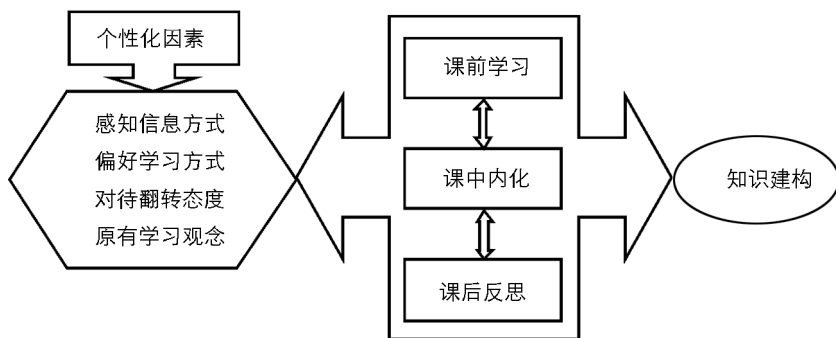 个性化因素
感知信息方式
偏好学习方式
对待翻转态度
原有学习观念
课前学习
课中内化
课后反思
知识建构